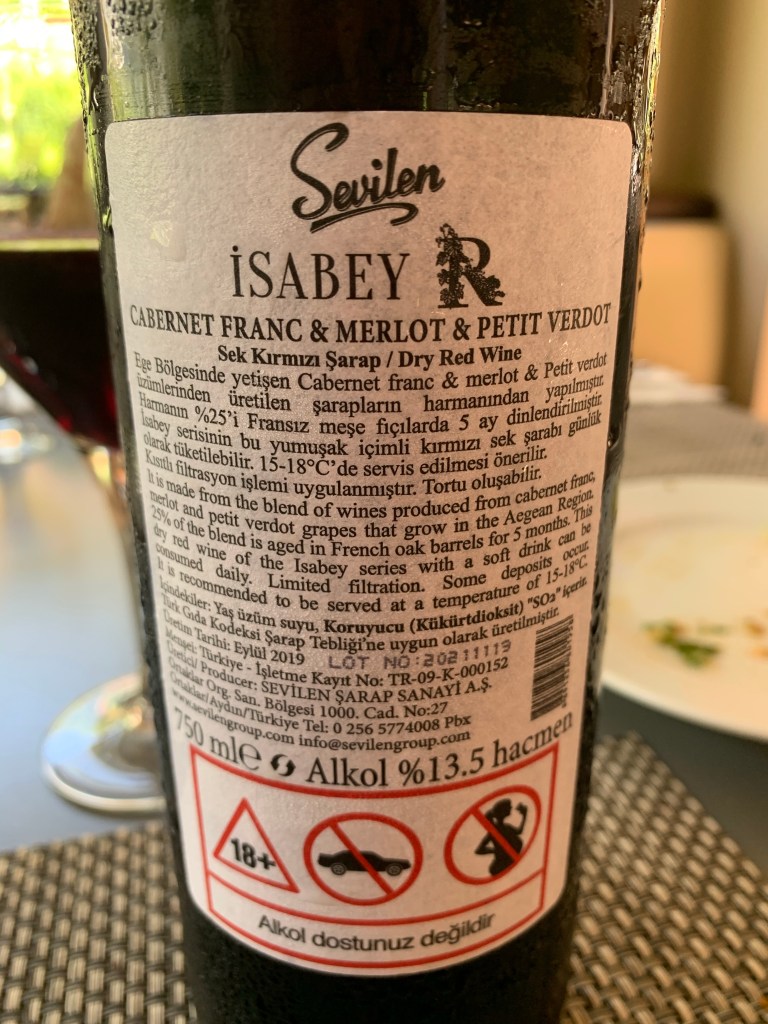 Sevilen
İSABEY R
CABERNET FRANC & MERLOT & PETIT VERDOT
Sek Kırmızı Şarap / Dry Red Wine
Ege Bölgesinde yetişen Cabernet franc & merlot & Petit verdot
üzümlerinden üretilen şarapların harmanından yapılmıştır.
Harmanın %25'i Fransız meşe fıçılarda 5 ay dinlendirilmiştir.
Isabey serisinin bu yumuşak içimli kırmızı sek şarabı günlük
olarak tüketilebilir. 15-18°C'de servis edilmesi önerilir.
Kısıtlı filtrasyon işlemi uygulanmıştır. Tortu oluşabilir.
It is made from the blend of wines produced from cabernet franc,
merlot and petit verdot grapes that grow in the Aegean Region.
25% of the blend is aged in French oak barrels for 5 months. This
dry red wine of the Isabey series with a soft drink can be
consumed daily. Limited filtration. Some deposits occur.
It is recommended to be served at a temperature of 15-18°C.
İçindekiler: Yaş üzüm suyu, Koruyucu (Kükürtdioksit) "SO₂" içerir.
Türk Gıda Kodeksi Şarap Tebliği'ne uygun olarak üretilmiştir.
Üretim Tarihi: Eylül 2019 LOT NO:20211113
Menşei: Türkiye - İşletme Kayıt No: TR-09-K-000152
Üretici/ Producer: SEVİLEN ŞARAP SANAYİ A.Ş.
Ortaklar Org. San. Bölgesi 1000. Cad. No:27
Ortaklar/Aydın/Türkiye Tel: 0 256 5774008 Pbx
www.sevilengroup.com info@sevilengroup.com
750 ml℮ Alkol %13.5 hacmen
18+
Alkol dostunuz değildir